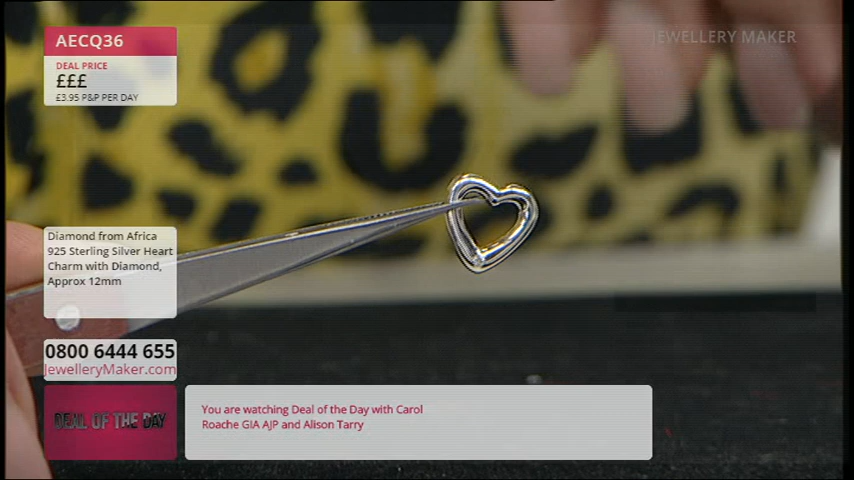 AECQ36
DEAL PRICE
£££
£3.95 P&P PER DAY
JEWELLERY MAKER
Diamond from Africa
925 Sterling Silver Heart
Charm with Diamond,
Approx 12mm
0800 6444 655
JewelleryMaker.com
DEAL OF THE DAY
You are watching Deal of the Day with Carol
Roache GIA AJP and Alison Tarry